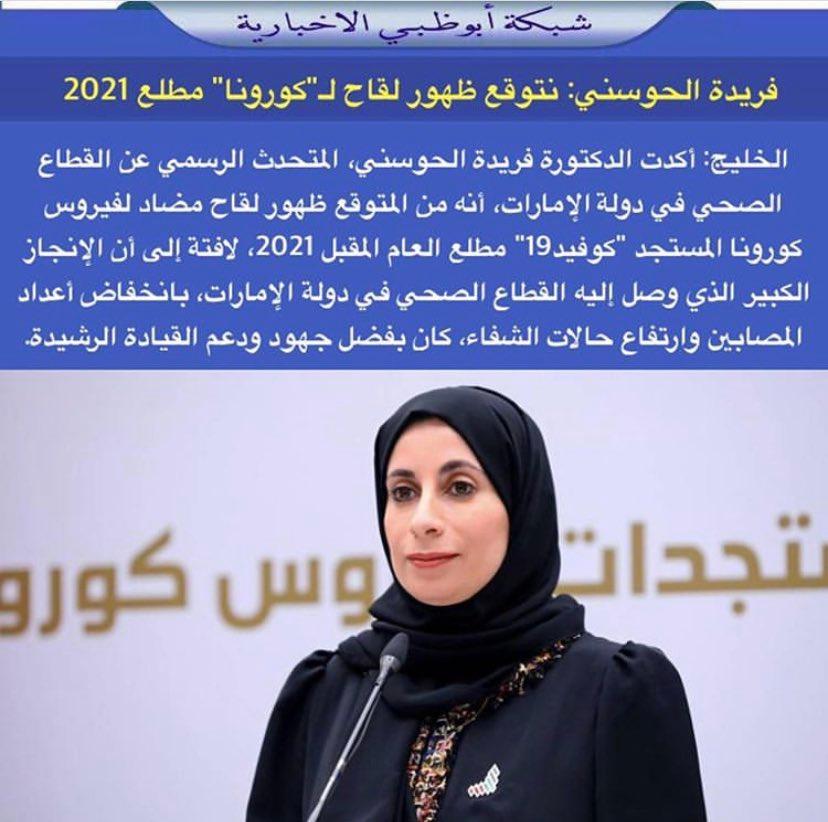 شبكة أبوظبي الاخبارية
فريدة الحوسني: نتوقع ظهور لقاح لـ"كورونا" مطلع 2021
الخليج: أكدت الدكتورة فريدة الحوسني، المتحدث الرسمي عن القطاع
الصحي في دولة الإمارات، أنه من المتوقع ظهور لقاح مضاد لفيروس
كورونا المستجد "كوفيد19" مطلع العام المقبل 2021، لافتة إلى أن الإنجاز
الكبير الذي وصل إليه القطاع الصحي في دولة الإمارات، بانخفاض أعداد
المصابين وارتفاع حالات الشفاء، كان بفضل جهود ودعم القيادة الرشيدة.
ستجدات وس كورو